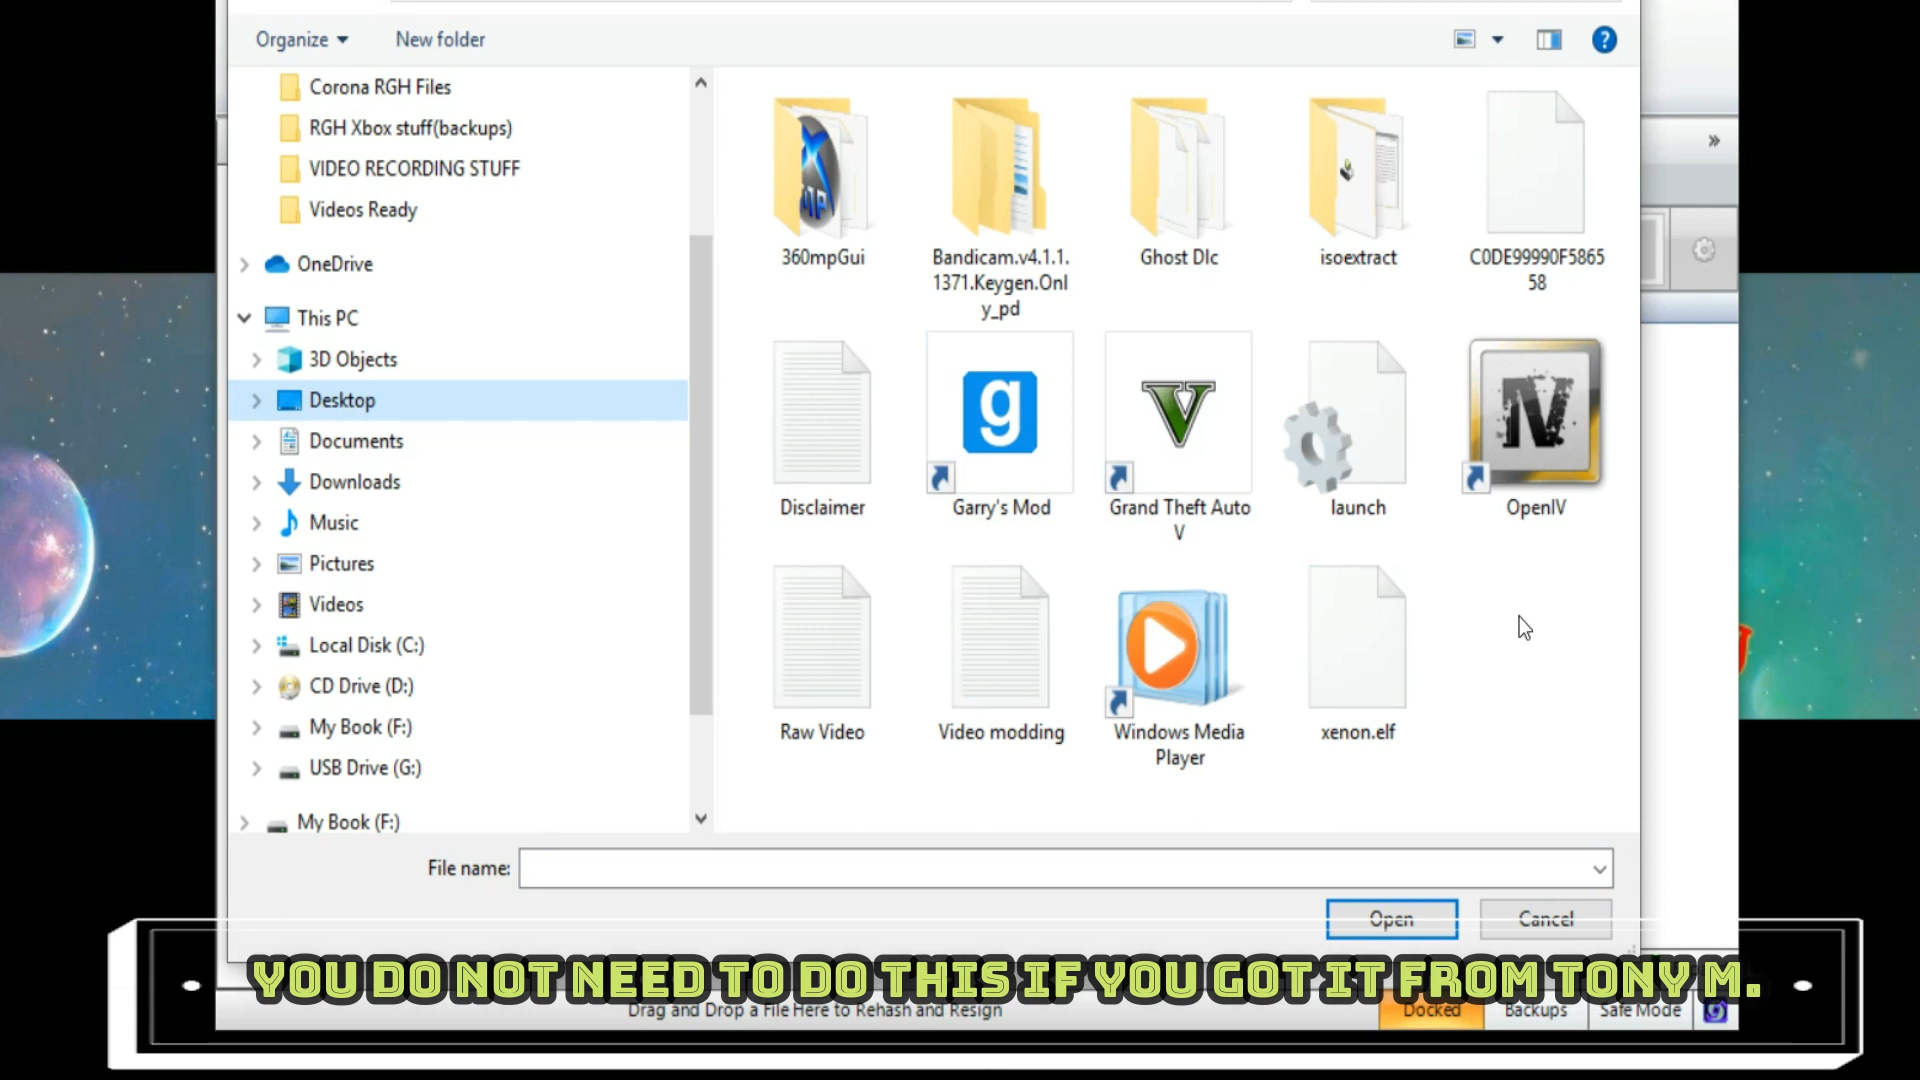 Organize
New folder
Corona RGH Files
RGH Xbox stuff(backups)
VIDEO RECORDING STUFF
Videos Ready
OneDrive
This PC
3D Objects
Desktop
Documents
Downloads
Music
Pictures
Videos
Local Disk (C:)
CD Drive (D:)
My Book (F:)
USB Drive (G:)
My Book (F:)
360mpGui
Bandicam.v4.1.1.
1371.Keygen.Onl
y_pd
Ghost Dlc
isoextract
C0DE99990F5865
58
Disclaimer
Garry's Mod
Grand Theft Auto
V
launch
OpenIV
Raw Video
Video modding
Windows Media
Player
xenon.elf
File name:
Open
Cancel
YOU DO NOT NEED TO DO THIS IF YOU GOT IT FROM TONY M.
Drag and Drop a File Here to Rehash and Resign
Docked
Backups
Safe Mode